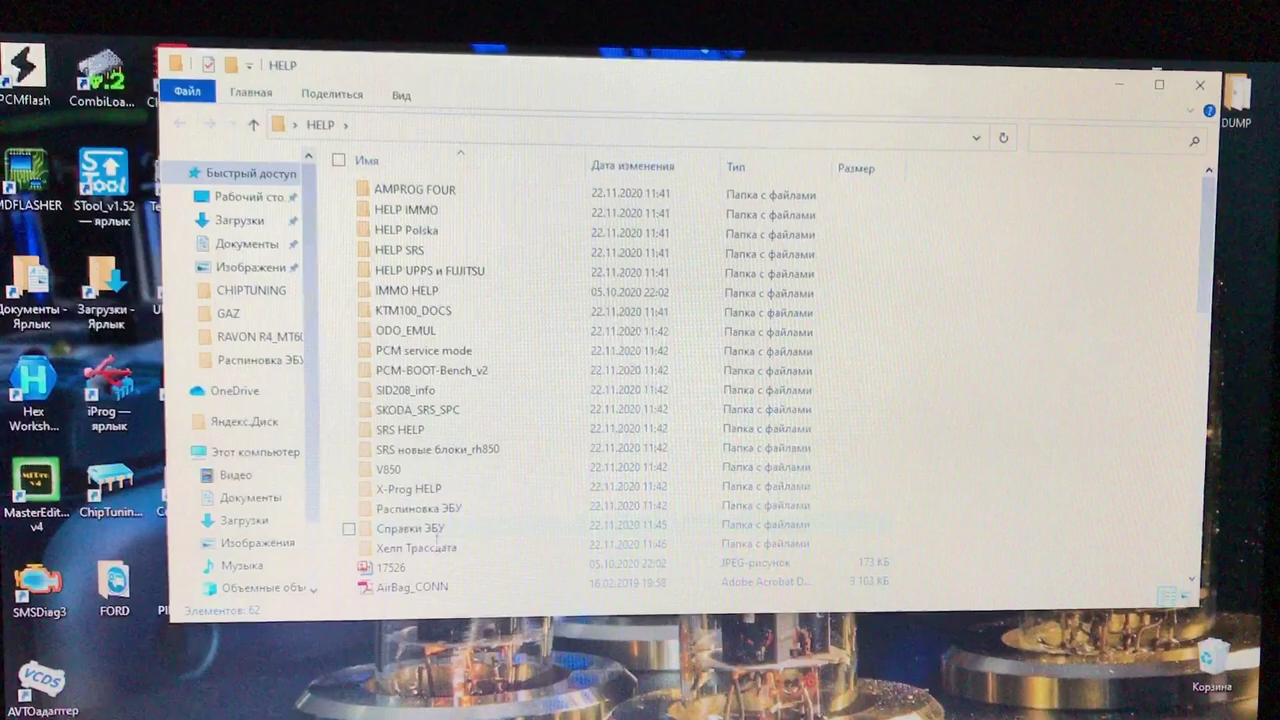 HELP
Файл Главная Поделиться Вид
HELP
Имя Дата изменения Тип Размер
AMPROG FOUR 22.11.2020 11:41 Папка с файлами
HELP IMMO 22.11.2020 11:41 Папка с файлами
HELP Polska 22.11.2020 11:41 Папка с файлами
HELP SRS 22.11.2020 11:41 Папка с файлами
HELP UPPS и FUJITSU 22.11.2020 11:41 Папка с файлами
IMMO HELP 05.10.2020 22:02 Папка с файлами
KTM100_DOCS 22.11.2020 11:41 Папка с файлами
ODO_EMUL 22.11.2020 11:42 Папка с файлами
PCM service mode 22.11.2020 11:42 Папка с файлами
PCM-BOOT-Bench_v2 22.11.2020 11:42 Папка с файлами
SID208_info 22.11.2020 11:42 Папка с файлами
SKODA_SRS_SPC 22.11.2020 11:42 Папка с файлами
SRS HELP 22.11.2020 11:42 Папка с файлами
SRS новые блоки_rh850 22.11.2020 11:42 Папка с файлами
V850 22.11.2020 11:42 Папка с файлами
X-Prog HELP 22.11.2020 11:42 Папка с файлами
Распиновка ЭБУ 22.11.2020 11:42 Папка с файлами
Справки ЭБУ 22.11.2020 11:45 Папка с файлами
Хелп Трассдата 22.11.2020 11:46 Папка с файлами
17526 05.10.2020 22:02 JPEG-рисунок 173 КБ
AirBag_CONN 16.02.2019 19:58 Adobe Acrobat D... 3 103 КБ
Быстрый доступ
Рабочий сто
Загрузки
Документы
Изображени
CHIPTUNING
GAZ
RAVON R4_MT6
Распиновка ЭБУ
OneDrive
Яндекс.Диск
Этот компьютер
Видео
Документы
Загрузки
Изображения
Музыка
Объемные объ
Элементов: 62
PCMflash
CombiLoa...
MDFLASHER
STool_v1.52
— ярлык
Документы -
Ярлык
Загрузки -
Ярлык
Hex
Worksh...
iProg —
ярлык
MasterEdit...
v4
ChipTunin...
SMSDiag3
FORD
VCDS
AVTOадаптер
DUMP
Корзина